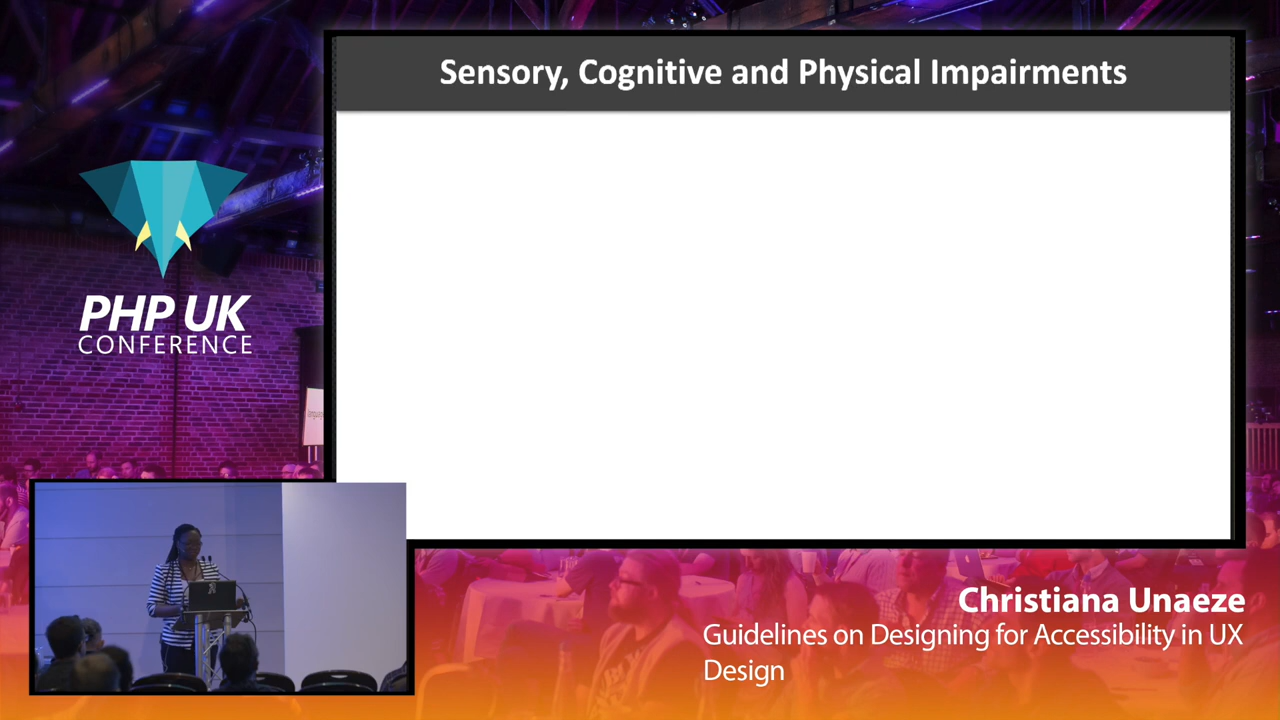 Sensory, Cognitive and Physical Impairments
PHP UK
CONFERENCE
Christiana Unaeze
Guidelines on Designing for Accessibility in UX
Design